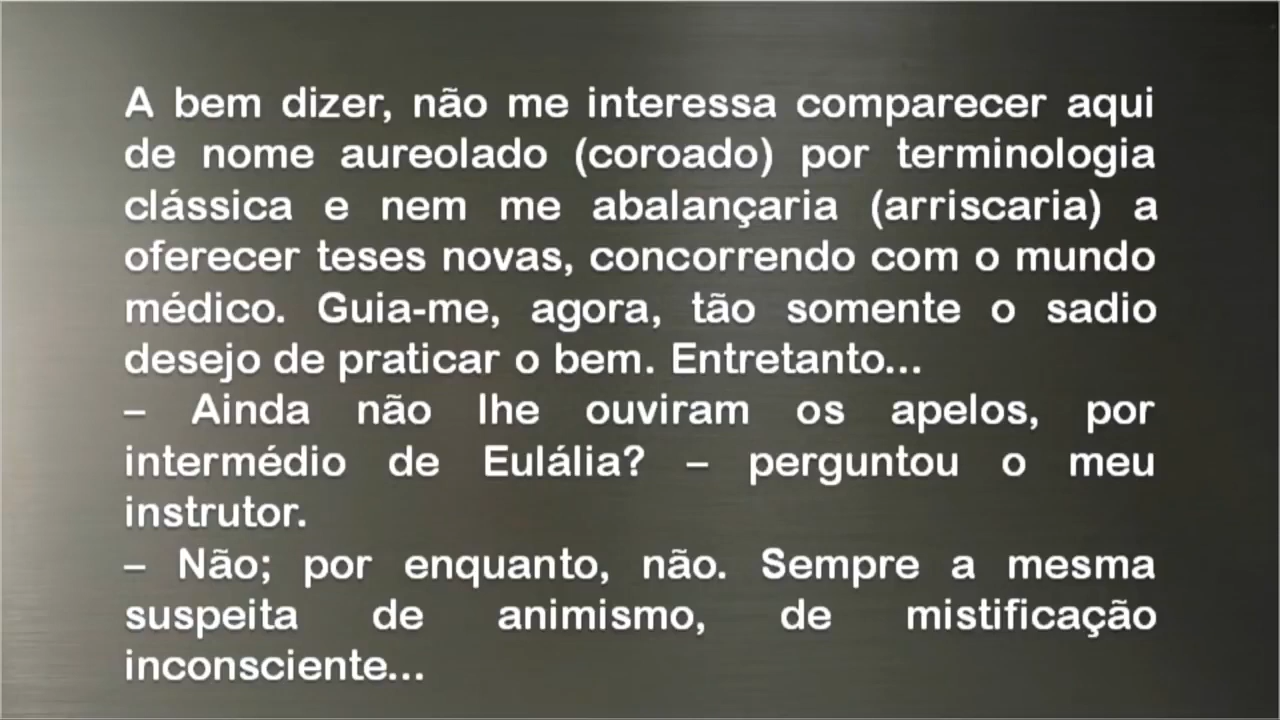 A bem dizer, não me interessa comparecer aqui
de nome aureolado (coroado) por terminologia
clássica e nem me abalançaria (arriscaria) a
oferecer teses novas, concorrendo com o mundo
médico. Guia-me, agora, tão somente o sadio
desejo de praticar o bem. Entretanto...
– Ainda não lhe ouviram os apelos, por
intermédio de Eulália? – perguntou o meu
instrutor.
– Não; por enquanto, não. Sempre a mesma
suspeita de animismo, de mistificação
inconsciente...